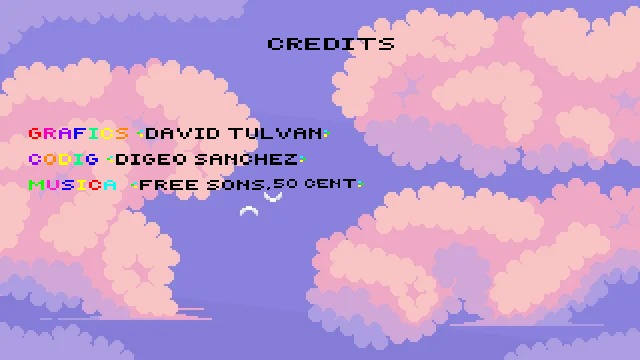 CREDITS
GRAFICS -DAVID TULVAN.
CODIG -DIGEO SANCHEZ.
MUSICA -FREE SONS,50 CENT.